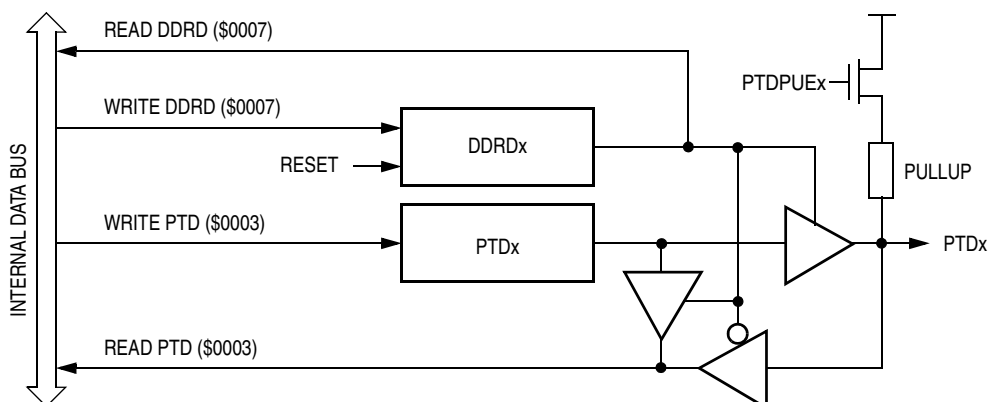 READ DDRD ($0007)
PTDPUEx
WRITE DDRD ($0007)
DDRDx
RESET
PULLUP
INTERNAL DATA BUS
WRITE PTD ($0003)
PTDx
PTDx
READ PTD ($0003)